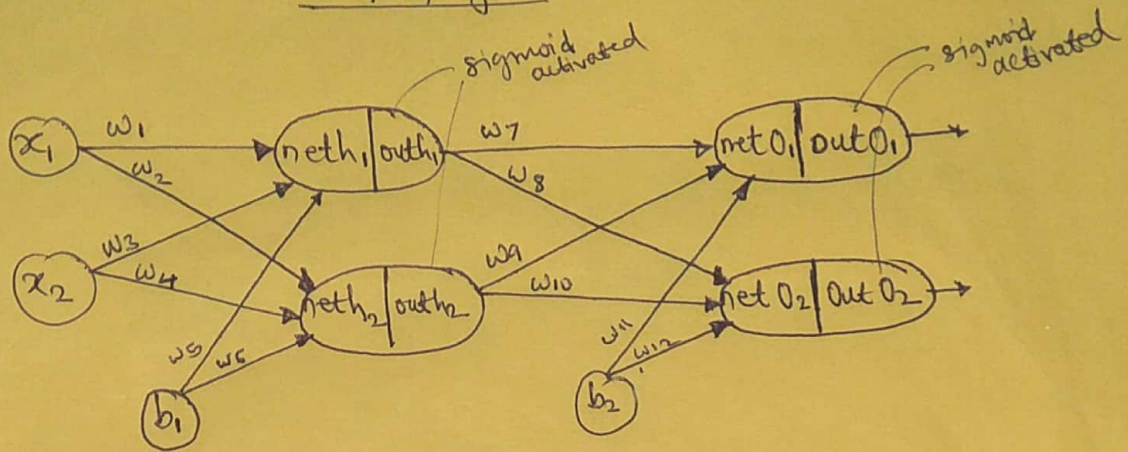 sigmoid
activated
sigmoid
activated
x1 w1 neth1 outh1 w7 net O1 out O1
w2 w8
w3 w9
x2 w4 neth2 outh2 w10 net O2 out O2
w5 w6 w11 w12
b1 b2